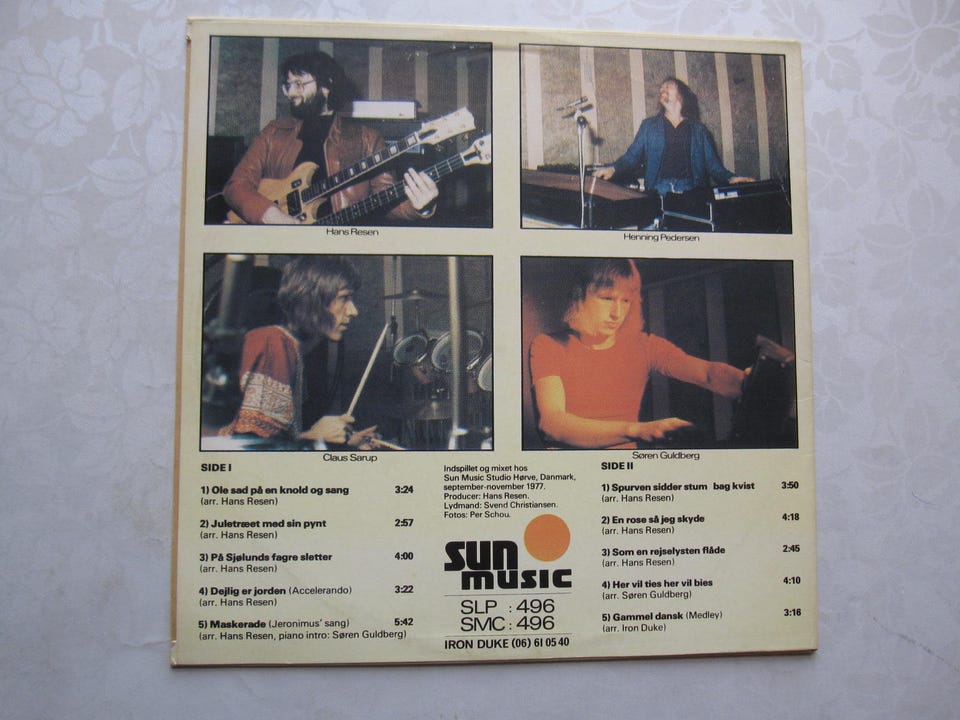 Hans Resen
Henning Pedersen
Claus Sarup
Søren Guldberg
SIDE I
1) Ole sad på en knold og sang 3:24
(arr. Hans Resen)
2) Juletræet med sin pynt 2:57
(arr. Hans Resen)
3) På Sjølunds fagre sletter 4:00
(arr. Hans Resen)
4) Dejlig er jorden (Accelerando) 3:22
(arr. Hans Resen)
5) Maskerade (Jeronimus' sang) 5:42
(arr. Hans Resen, piano intro: Søren Guldberg)
Indspillet og mixet hos
Sun Music Studio Hørve, Danmark,
september-november 1977.
Producer: Hans Resen.
Lydmand: Svend Christiansen.
Fotos: Per Schou.
SUN
MUSIC
SLP : 496
SMC : 496
IRON DUKE (06) 61 05 40
SIDE II
1) Spurven sidder stum bag kvist 3:50
(arr. Hans Resen)
2) En rose så jeg skyde 4:18
(arr. Hans Resen)
3) Som en rejselysten flåde 2:45
(arr. Hans Resen)
4) Her vil ties her vil bies 4:10
(arr. Søren Guldberg)
5) Gammel dansk (Medley) 3:16
(arr. Iron Duke)